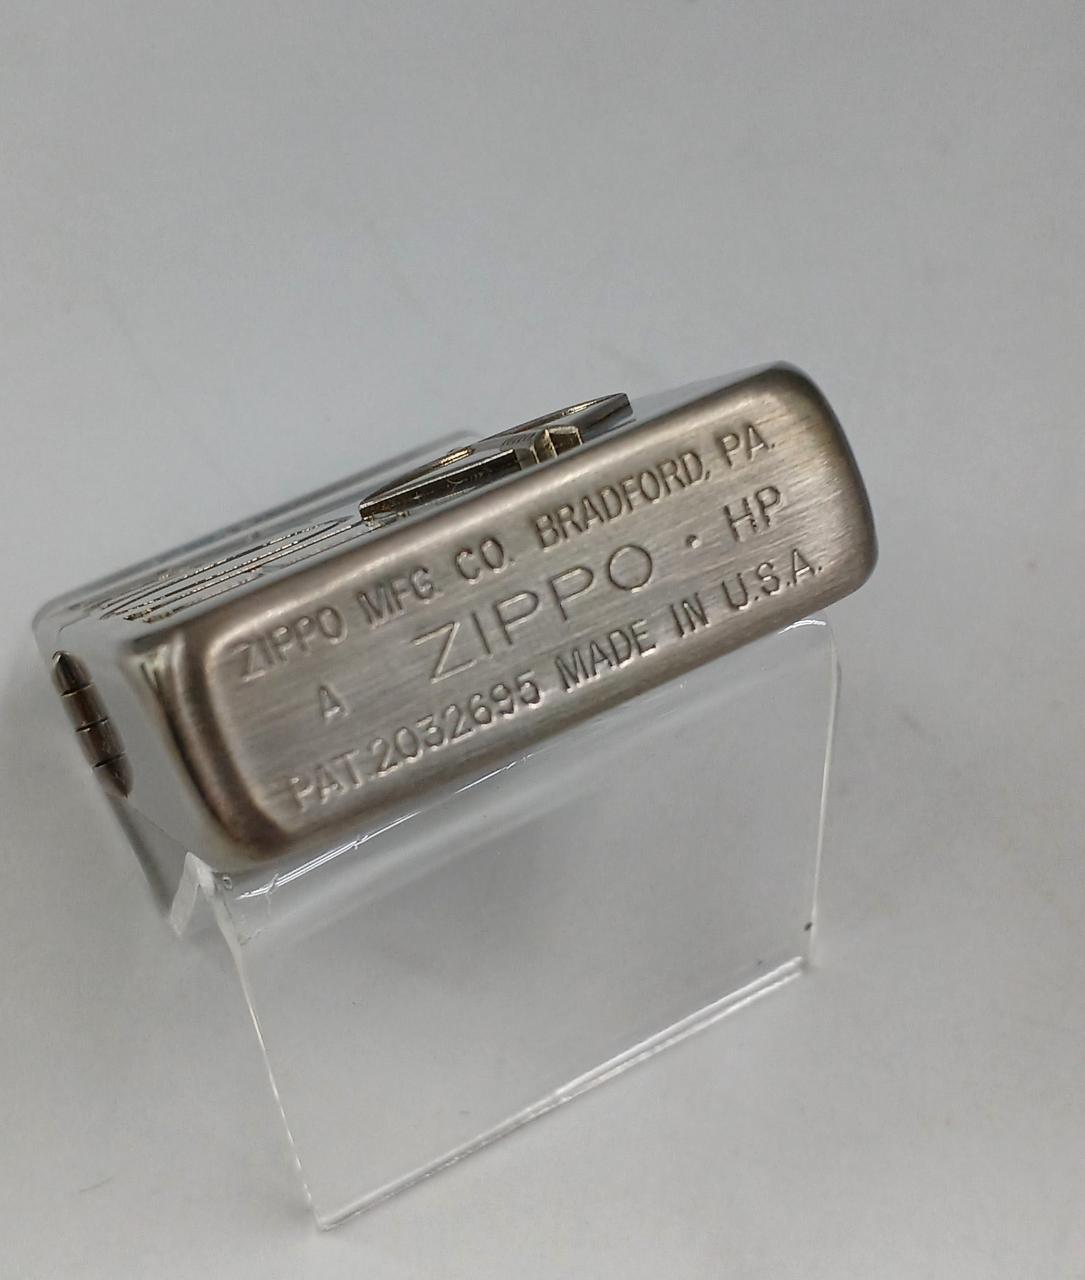 ZIPPO MFG. CO. BRADFORD, PA.
A ZIPPO · HP
PAT.2032695 MADE IN U.S.A.